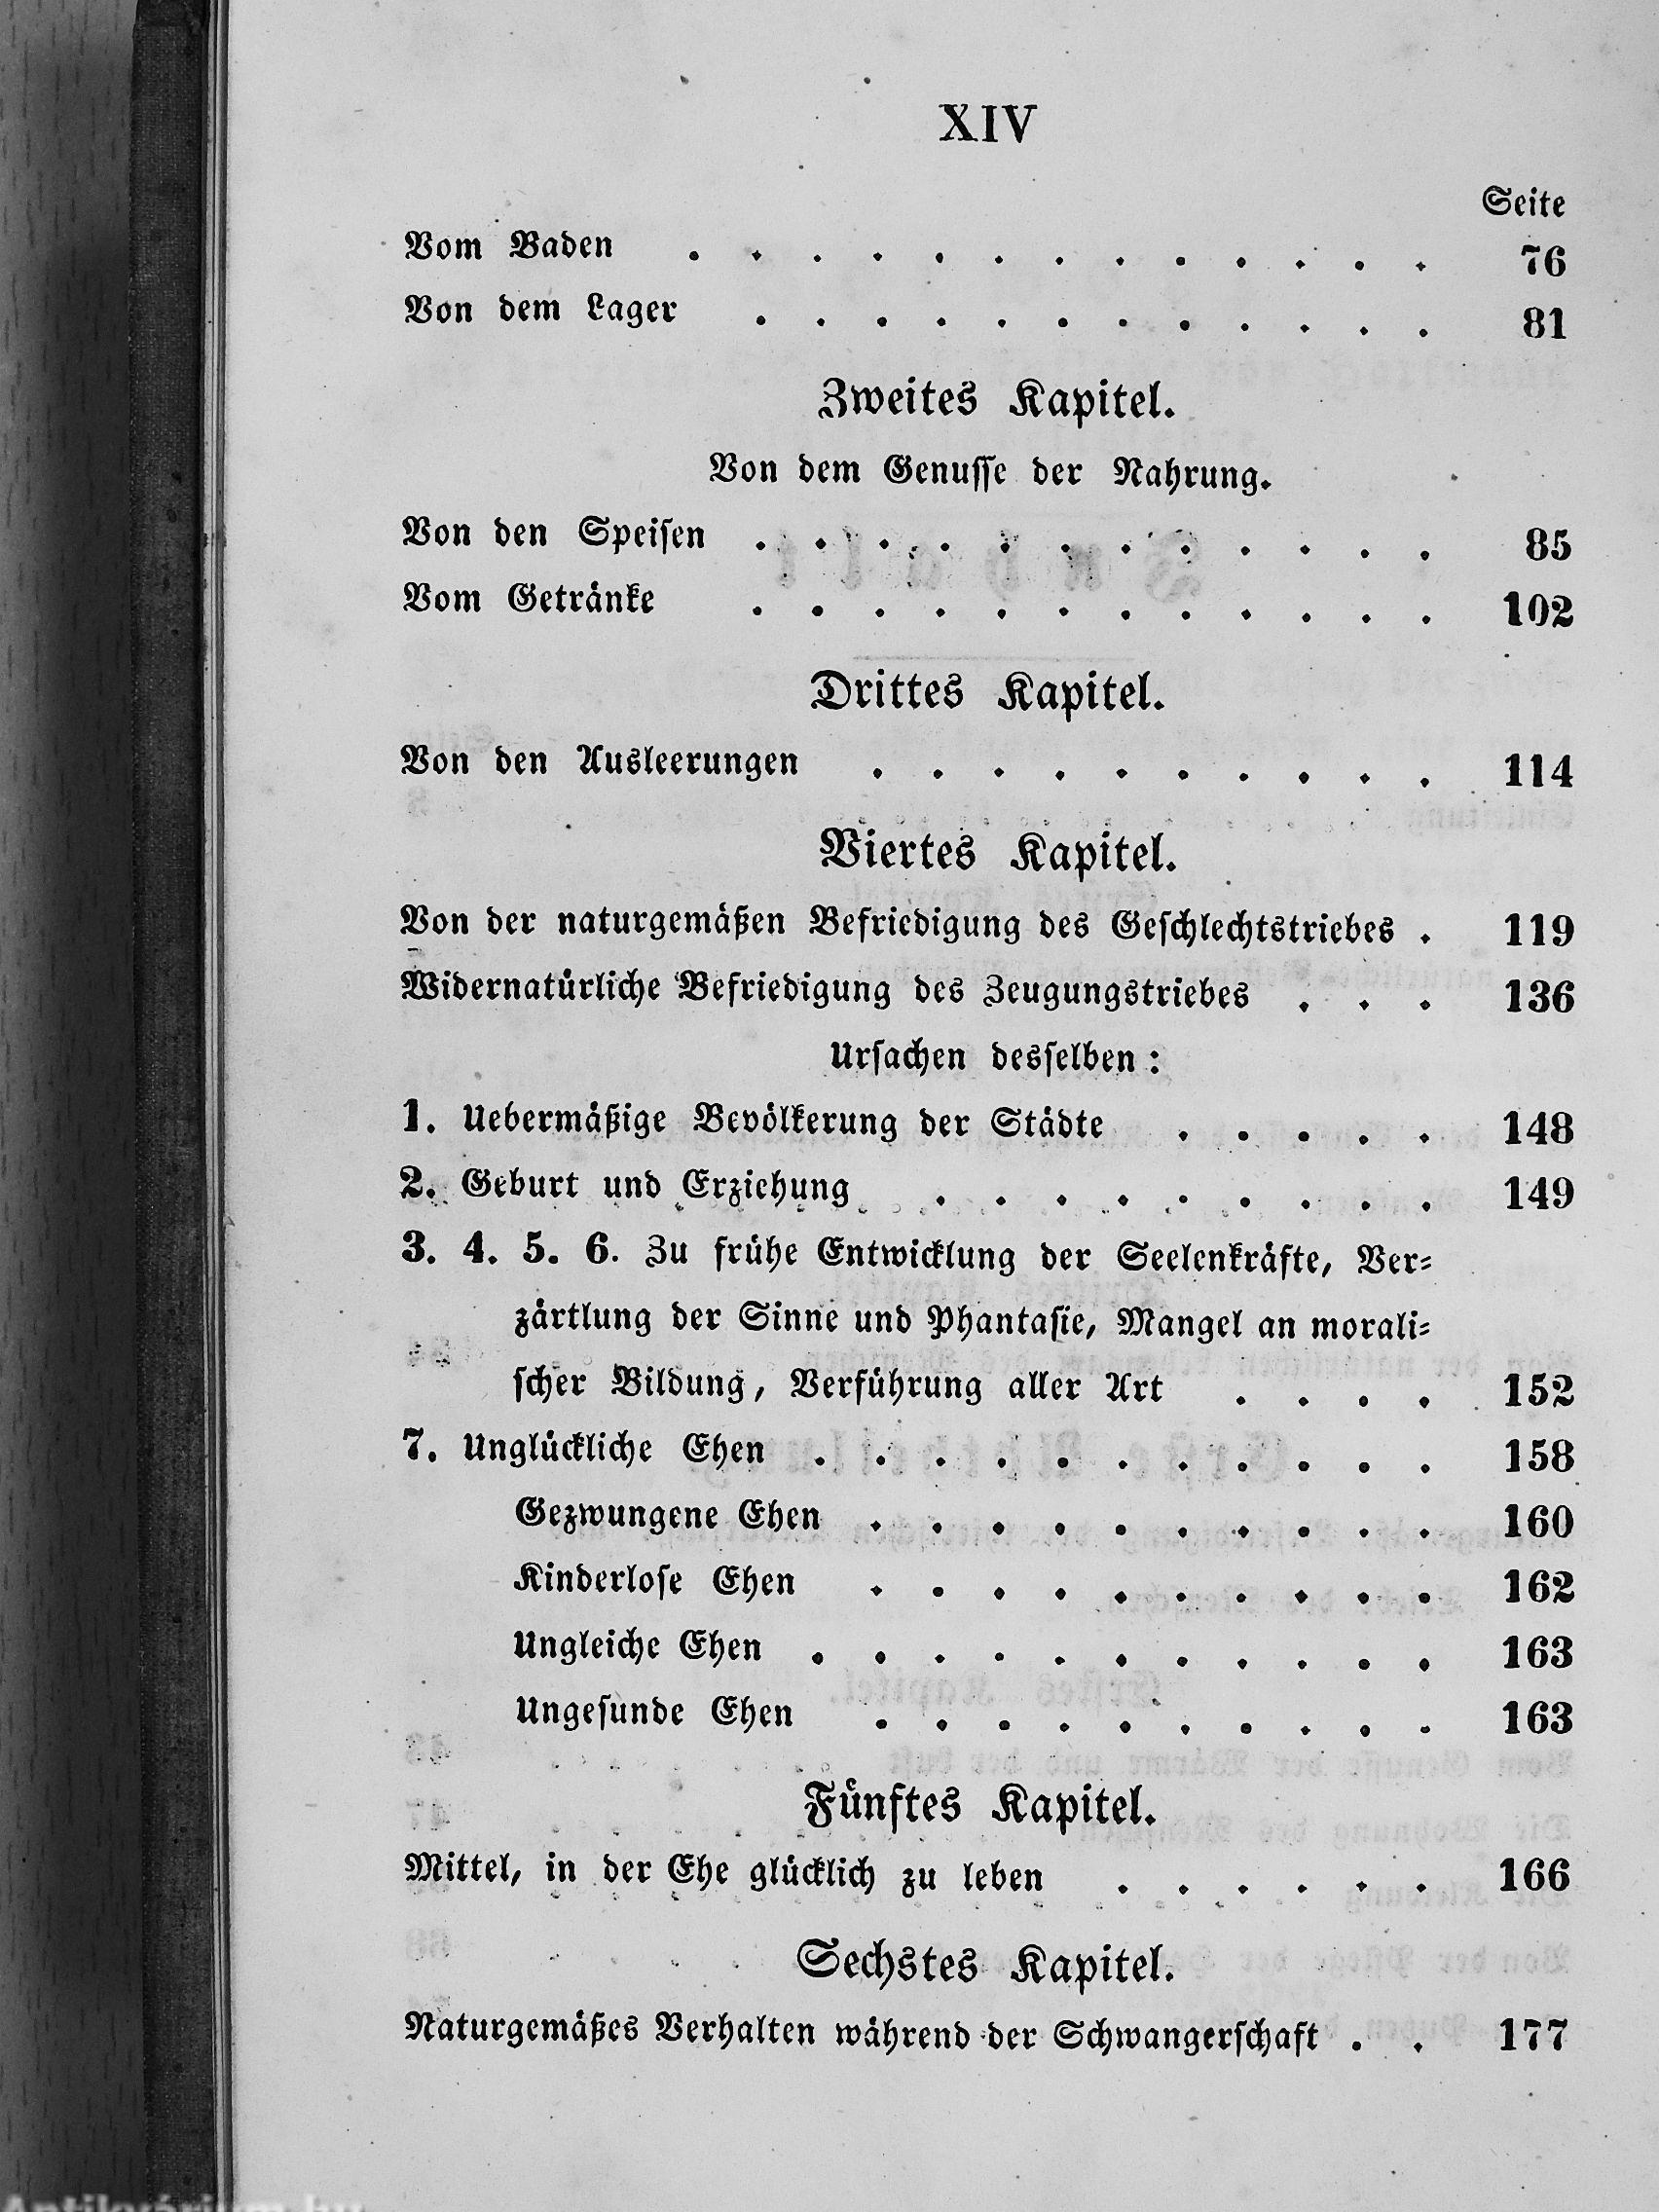 XIV
Seite
Vom Baden . . . . . . . . . . . . . 76
Von dem Lager . . . . . . . . . . . . 81
Zweites Kapitel.
Von dem Genusse der Nahrung.
Von den Speisen . . . . . . . . . . . . 85
Vom Getränke . . . . . . . . . . . . 102
Drittes Kapitel.
Von den Ausleerungen . . . . . . . . . . 114
Viertes Kapitel.
Von der naturgemäßen Befriedigung des Geschlechtstriebes . 119
Widernatürliche Befriedigung des Zeugungstriebes . . . 136
Ursachen desselben:
1. Uebermäßige Bevölkerung der Städte . . . . . 148
2. Geburt und Erziehung . . . . . . . . . 149
3. 4. 5. 6. Zu frühe Entwicklung der Seelenkräfte, Ver-
zärtlung der Sinne und Phantasie, Mangel an morali-
scher Bildung, Verführung aller Art . . . . 152
7. Unglückliche Ehen . . . . . . . . . . . 158
Gezwungene Ehen . . . . . . . . . . 160
Kinderlose Ehen . . . . . . . . . . 162
Ungleiche Ehen . . . . . . . . . . . 163
Ungesunde Ehen . . . . . . . . . . 163
Fünftes Kapitel.
Mittel, in der Ehe glücklich zu leben . . . . . . 166
Sechstes Kapitel.
Naturgemäßes Verhalten während der Schwangerschaft . . 177
Antikvárium.hu